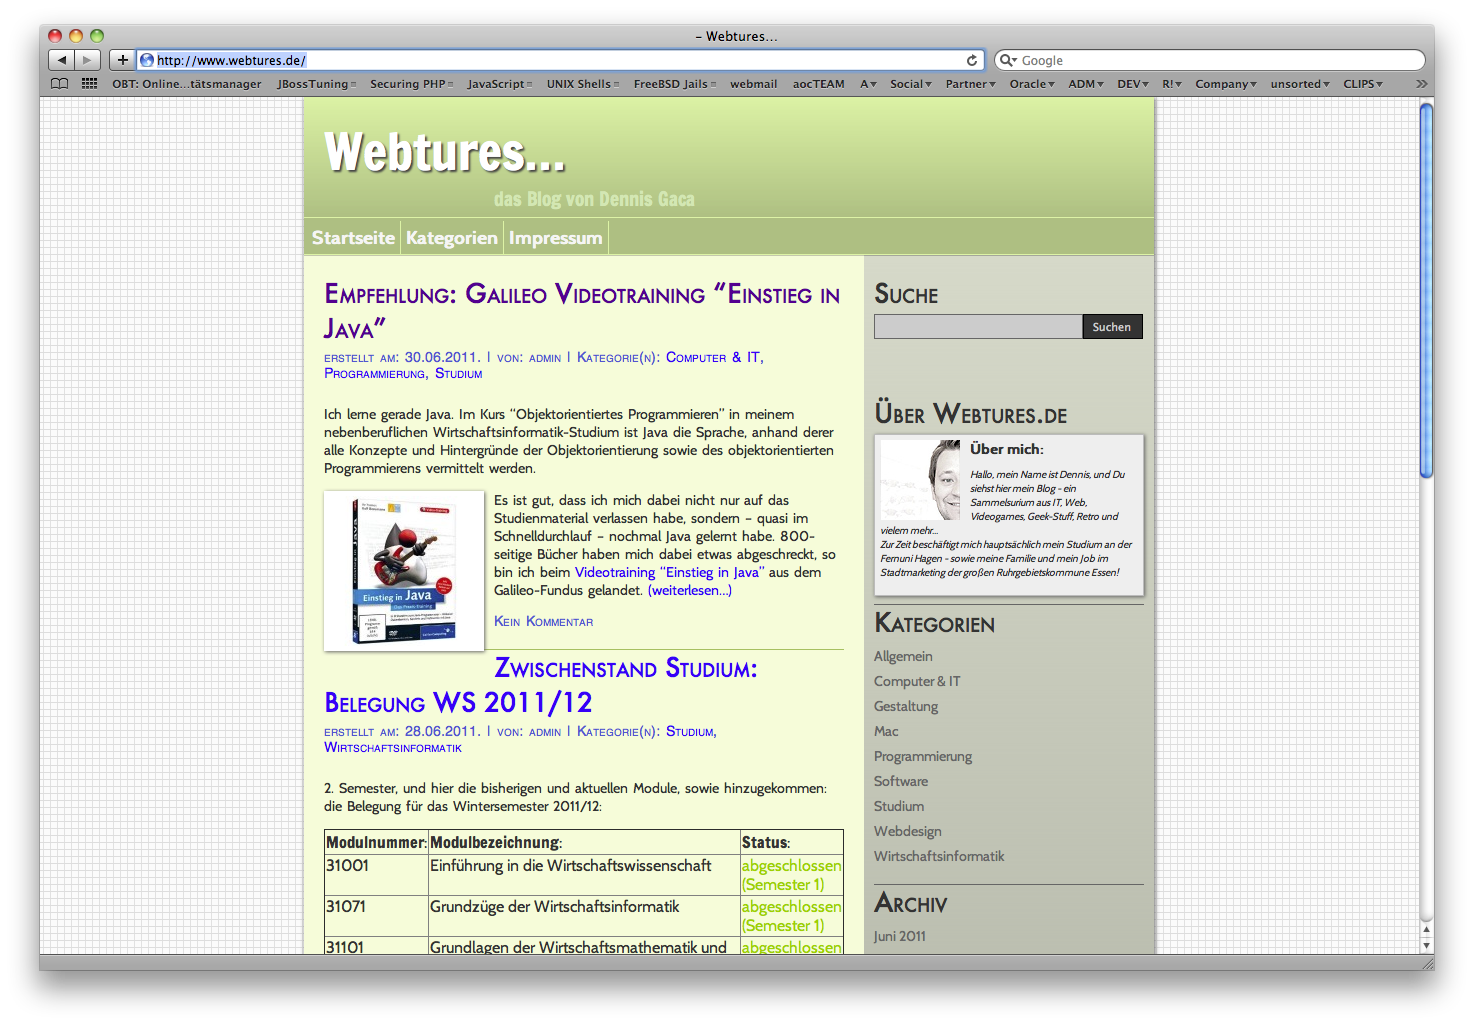 – Webtures...
http://www.webtures.de/
Google
OBT: Online...tätsmanager JBossTuning Securing PHP JavaScript UNIX Shells FreeBSD Jails webmail aocTEAM A Social Partner Oracle ADM DEV R! Company unsorted CLIPS
Webtures...
das Blog von Dennis Gaca
Startseite Kategorien Impressum
Empfehlung: Galileo Videotraining “Einstieg in
Java”
erstellt am: 30.06.2011. | von: admin | Kategorie(n): Computer & IT,
Programmierung, Studium
Ich lerne gerade Java. Im Kurs “Objektorientiertes Programmieren” in meinem
nebenberuflichen Wirtschaftsinformatik-Studium ist Java die Sprache, anhand derer
alle Konzepte und Hintergründe der Objektorientierung sowie des objektorientierten
Programmierens vermittelt werden.
Einstieg in Java
Es ist gut, dass ich mich dabei nicht nur auf das
Studienmaterial verlassen habe, sondern – quasi im
Schnelldurchlauf – nochmal Java gelernt habe. 800-
seitige Bücher haben mich dabei etwas abgeschreckt, so
bin ich beim Videotraining “Einstieg in Java” aus dem
Galileo-Fundus gelandet. (weiterlesen...)
Kein Kommentar
Zwischenstand Studium:
Belegung WS 2011/12
erstellt am: 28.06.2011. | von: admin | Kategorie(n): Studium,
Wirtschaftsinformatik
2. Semester, und hier die bisherigen und aktuellen Module, sowie hinzugekommen:
die Belegung für das Wintersemester 2011/12:
Modulnummer: Modulbezeichnung: Status:
31001 Einführung in die Wirtschaftswissenschaft abgeschlossen
(Semester 1)
31071 Grundzüge der Wirtschaftsinformatik abgeschlossen
(Semester 1)
31101 Grundlagen der Wirtschaftsmathematik und abgeschlossen
Suche
Suchen
Über Webtures.de
Über mich:
Hallo, mein Name ist Dennis, und Du
siehst hier mein Blog - ein
Sammelsurium aus IT, Web,
Videogames, Geek-Stuff, Retro und
vielem mehr...
Zur Zeit beschäftigt mich hauptsächlich mein Studium an der
Fernuni Hagen - sowie meine Familie und mein Job im
Stadtmarketing der großen Ruhrgebietskommune Essen!
Kategorien
Allgemein
Computer & IT
Gestaltung
Mac
Programmierung
Software
Studium
Webdesign
Wirtschaftsinformatik
Archiv
Juni 2011